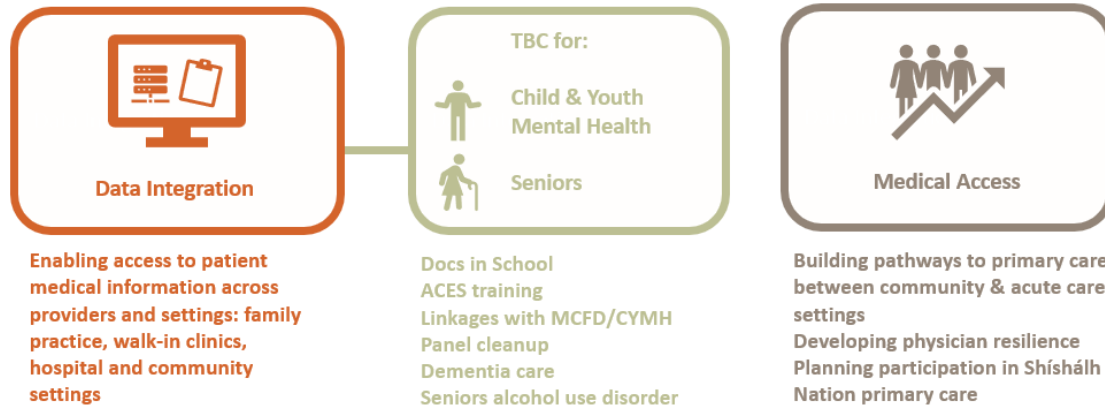 Data Integration
Enabling access to patient
medical information across
providers and settings: family
practice, walk-in clinics,
hospital and community
settings
TBC for:
Child & Youth
Mental Health
Seniors
Docs in School
ACES training
Linkages with MCFD/CYMH
Panel cleanup
Dementia care
Seniors alcohol use disorder
Medical Access
Building pathways to primary care
between community & acute care
settings
Developing physician resilience
Planning participation in Shíshálh
Nation primary care